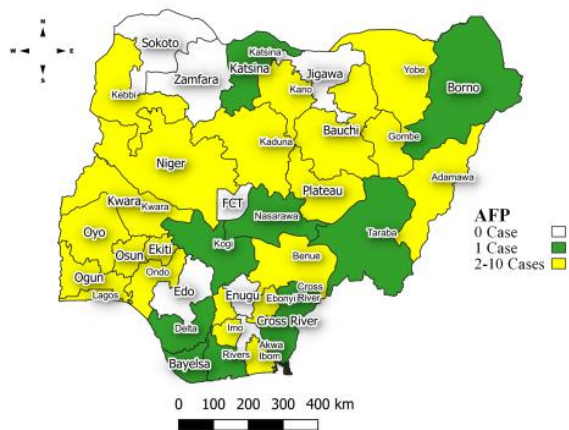 N
W E
S
Sokoto
Katsina
Katsina
Zamfara
Jigawa
Yobe
Borno
Kebbi
Kano
Bauchi
Gombe
Kaduna
Niger
Adamawa
Plateau
Kwara
Kwara
FCT
Nasarawa
Taraba
Oyo
Kogi
Osun
Ekiti
Benue
Ogun
Ondo
Lagos
Edo
Enugu
Ebonyi
Cross
River
Delta
Imo
Cross River
Bayelsa
Rivers
Akwa
Ibom
AFP
0 Case
1 Case
2-10 Cases
0 100 200 300 400 km